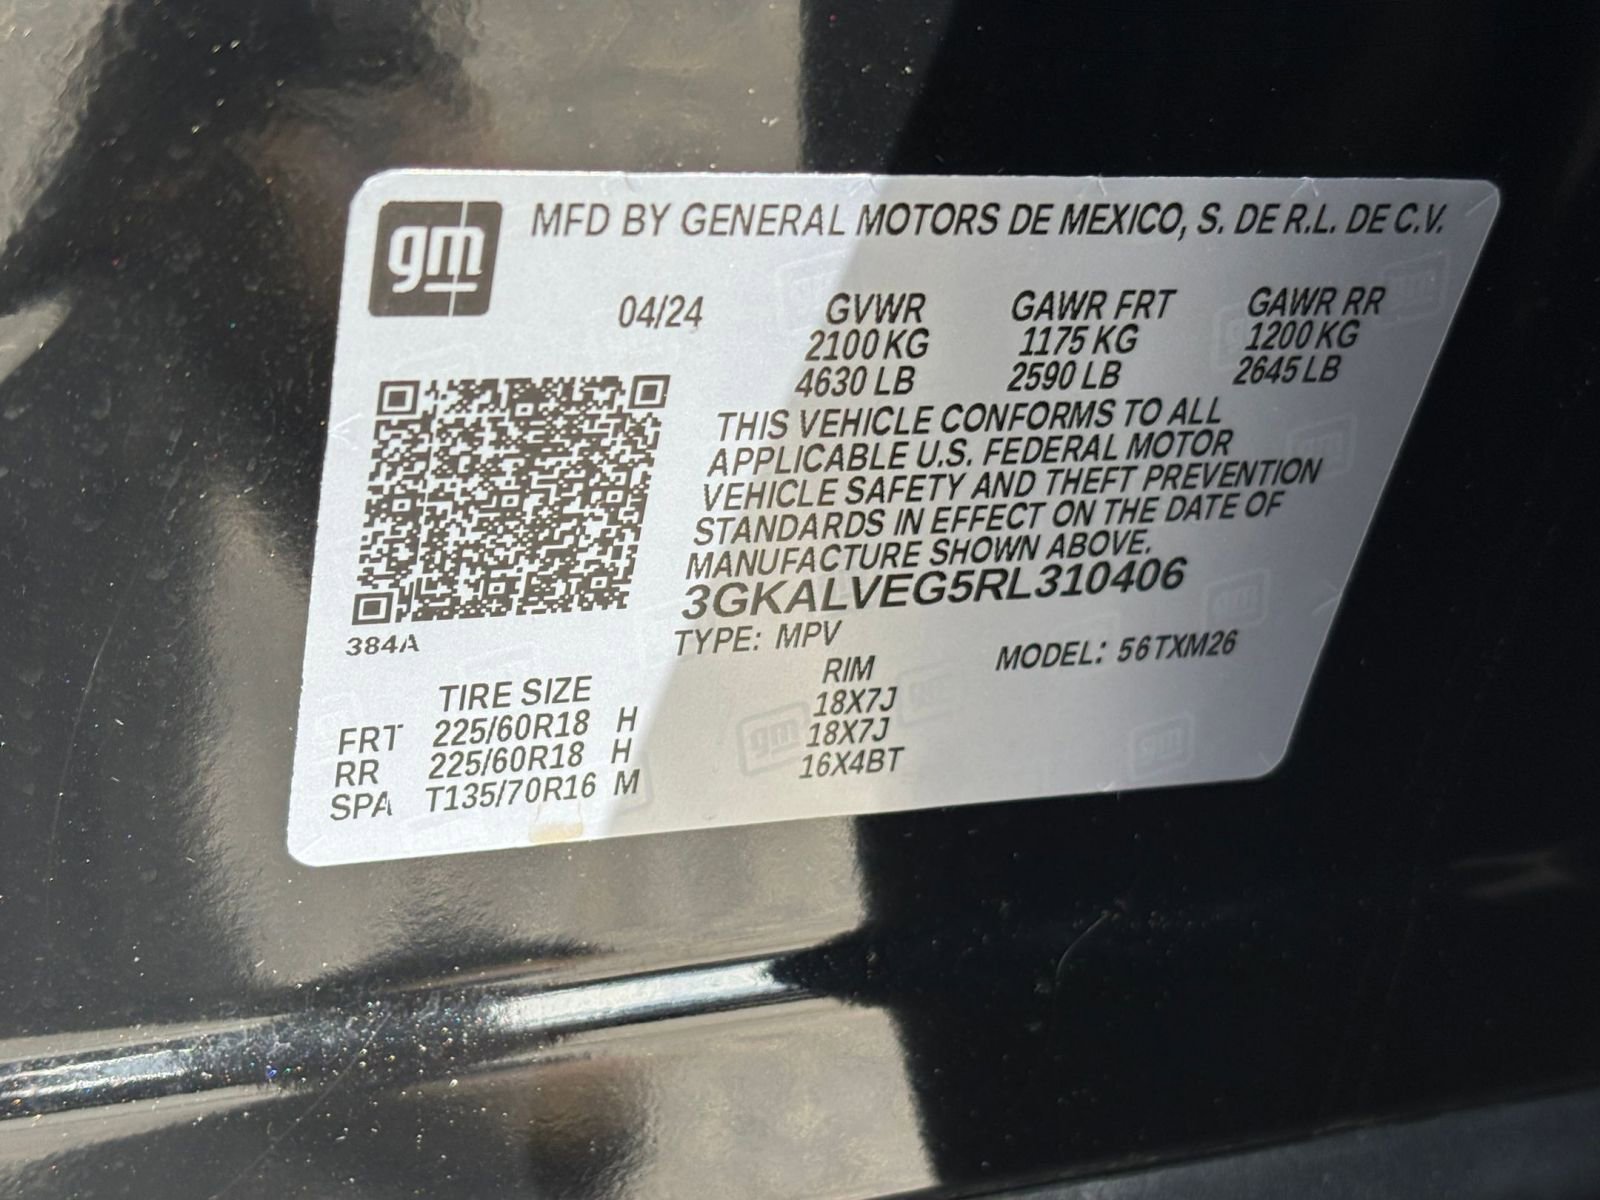 gm
MFD BY GENERAL MOTORS DE MEXICO, S. DE R.L. DE C.V.
04/24 GVWR GAWR FRT GAWR RR
2100 KG 1175 KG 1200 KG
4630 LB 2590 LB 2645 LB
THIS VEHICLE CONFORMS TO ALL
APPLICABLE U.S. FEDERAL MOTOR
VEHICLE SAFETY AND THEFT PREVENTION
STANDARDS IN EFFECT ON THE DATE OF
MANUFACTURE SHOWN ABOVE.
3GKALVEG5RL310406
384A
TYPE: MPV MODEL: 56TXM26
TIRE SIZE RIM
FRT 225/60R18 H 18X7J
RR 225/60R18 H 18X7J
SPA T135/70R16 M 16X4BT